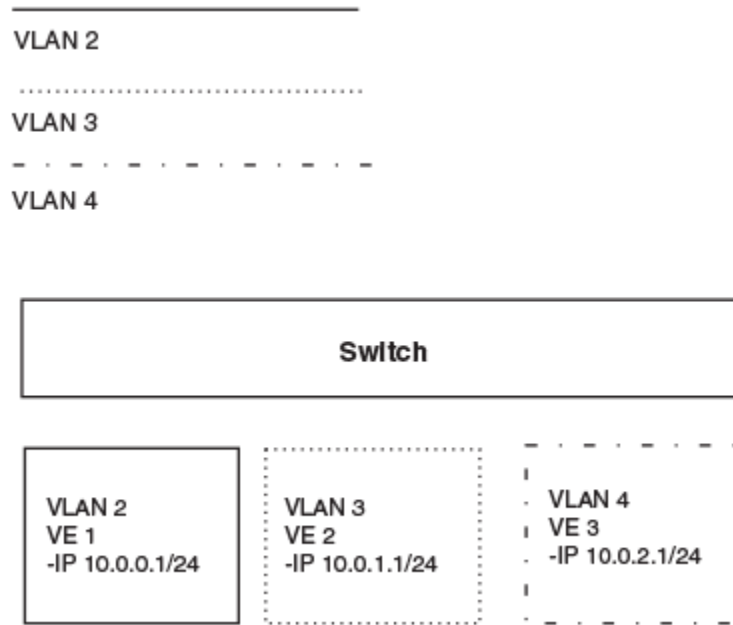 VLAN 2
VLAN 3
VLAN 4
Switch
VLAN 2
VE 1
-IP 10.0.0.1/24
VLAN 3
VE 2
-IP 10.0.1.1/24
VLAN 4
VE 3
-IP 10.0.2.1/24